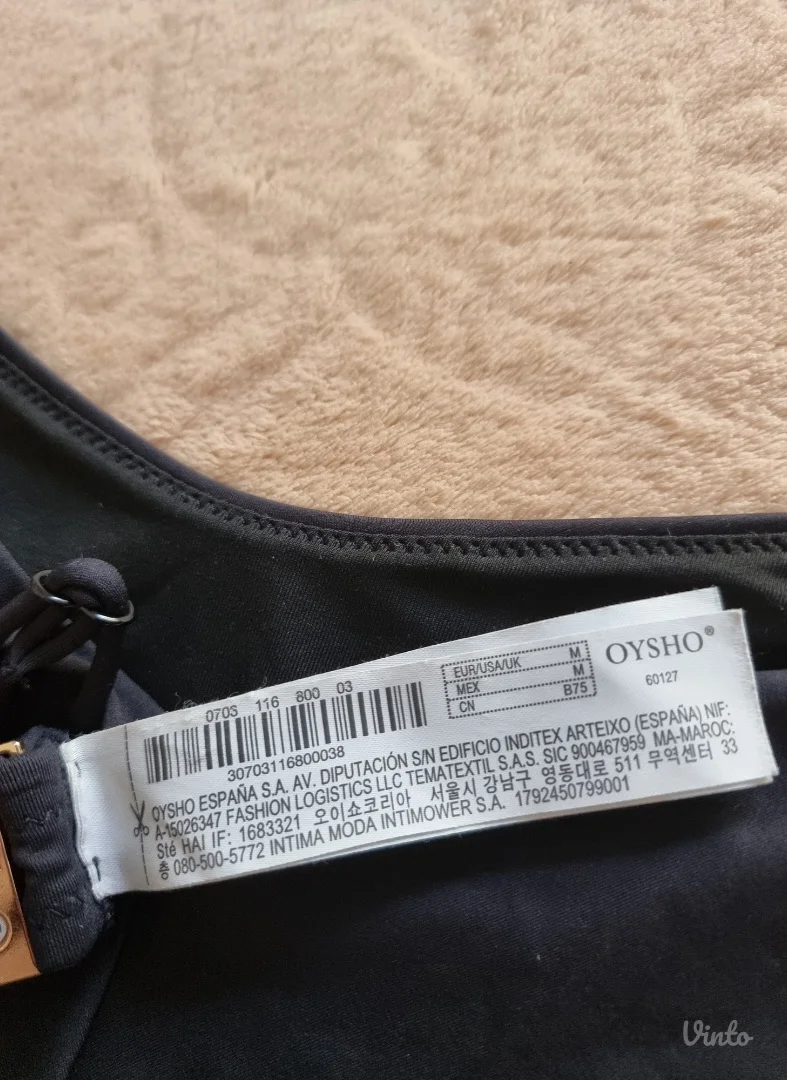 070S 116 800 03
30703116800038
EUR/USA/UK M
MEX M
CN B75
OYSHO®
60127
OYSHO ESPAÑA S.A. AV. DIPUTACIÓN S/N EDIFICIO INDITEX ARTEIXO (ESPAÑA) NIF:
A-15026347 FASHION LOGISTICS LLC TEMATEXTIL S.A.S. SIC 900467959 MA-MAROC:
Sté HAI IF: 1683321 오이쇼코리아 서울시 강남구 영동대로 511 무역센터 33
층 080-500-5772 INTIMA MODA INTIMOWER S.A. 1792450799001
Vinto